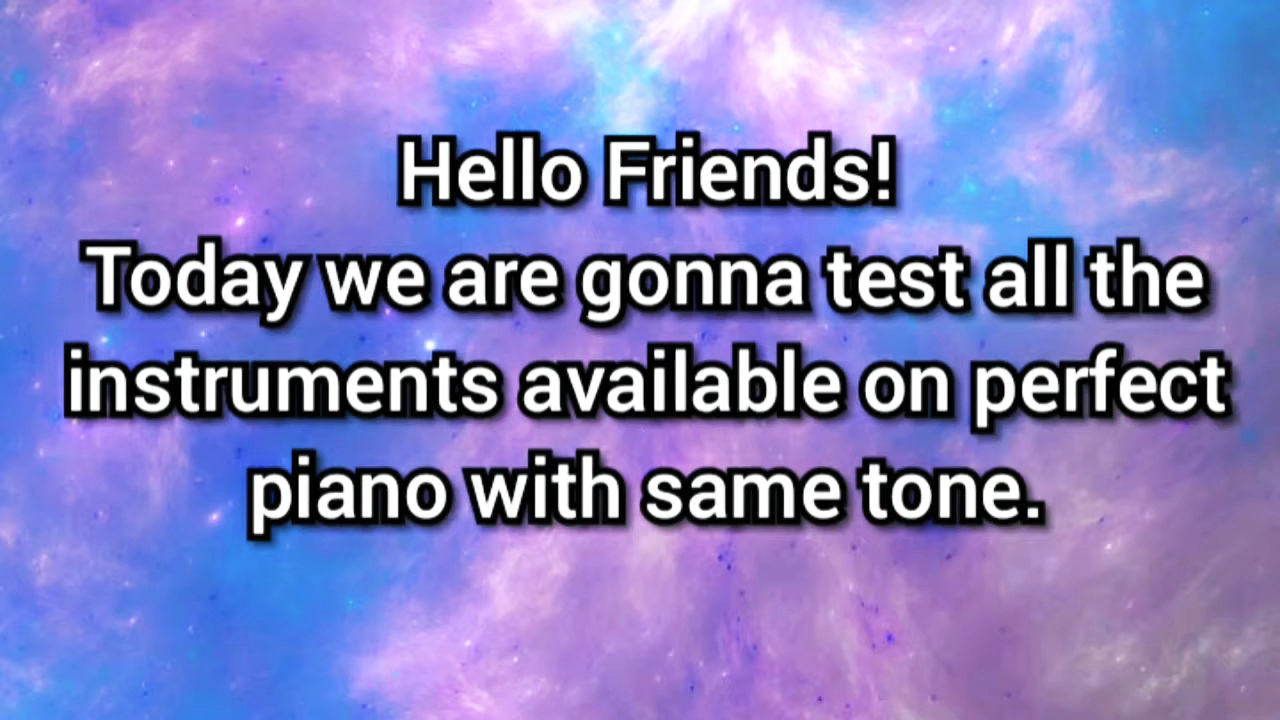 Hello Friends!
Today we are gonna test all the
instruments available on perfect
piano with same tone.